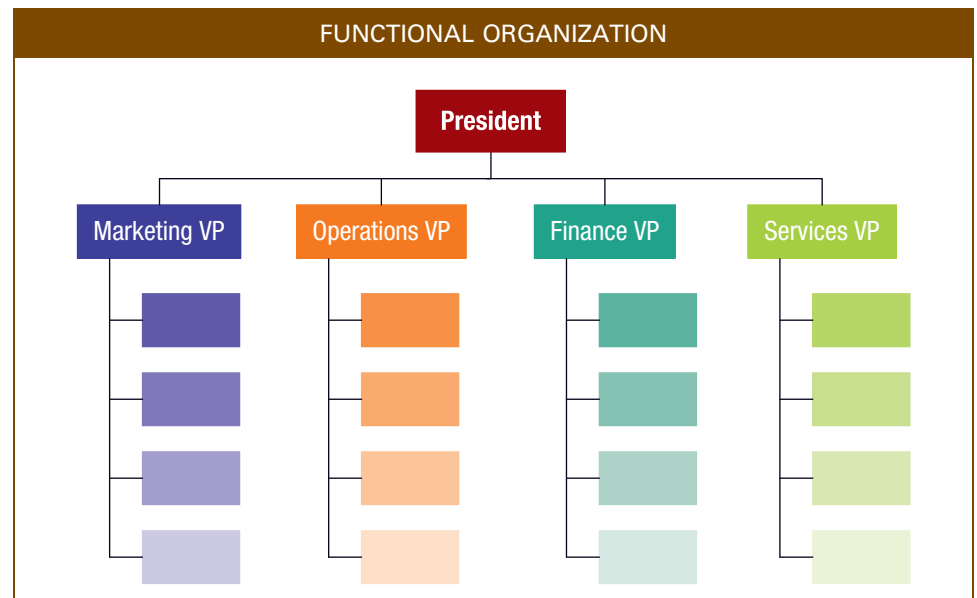 FUNCTIONAL ORGANIZATION
President
Marketing VP
Operations VP
Finance VP
Services VP